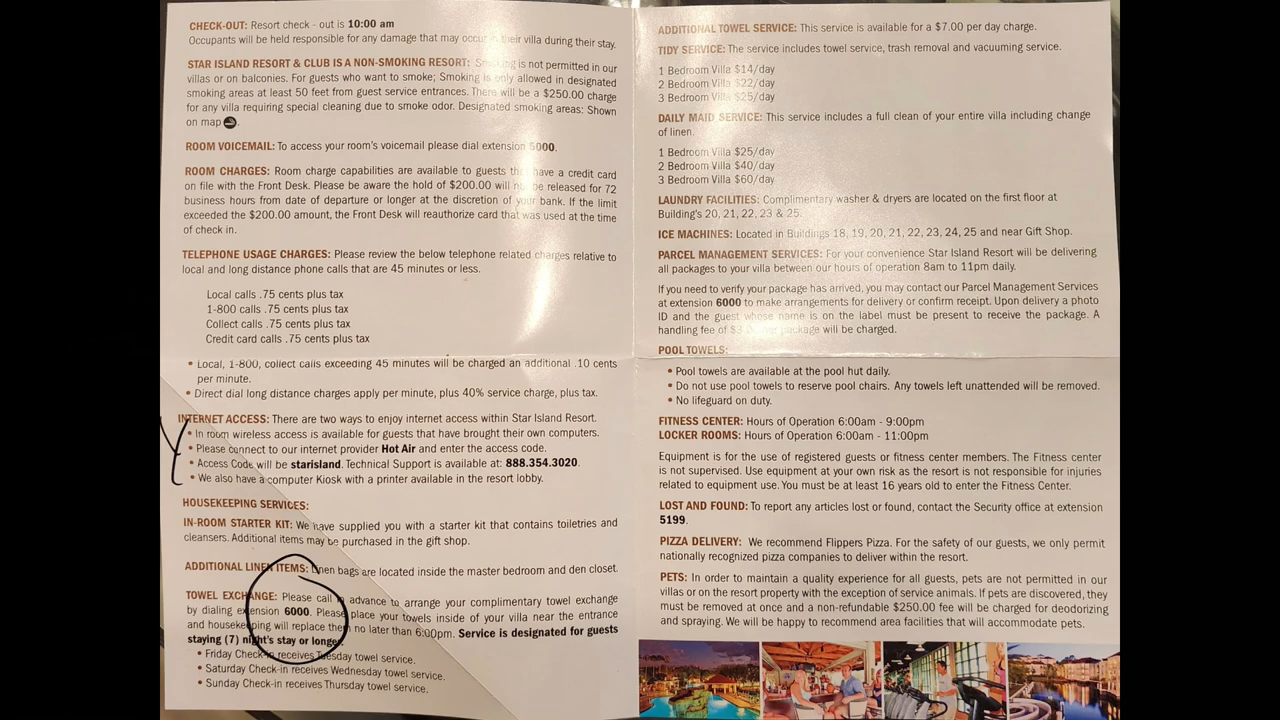 CHECK-OUT: Resort check - out is 10:00 am
Occupants will be held responsible for any damage that may occur in their villa during their stay.
STAR ISLAND RESORT & CLUB IS A NON-SMOKING RESORT: Smoking is not permitted in our
villas or on balconies. For guests who want to smoke; Smoking is only allowed in designated
smoking areas at least 50 feet from guest service entrances. There will be a $250.00 charge
for any villa requiring special cleaning due to smoke odor. Designated smoking areas: Shown
on map
ROOM VOICEMAIL: To access your room's voicemail please dial extension 5000.
ROOM CHARGES: Room charge capabilities are available to guests that have a credit card
on file with the Front Desk. Please be aware the hold of $200.00 will not be released for 72
business hours from date of departure or longer at the discretion of your bank. If the limit
exceeded the $200.00 amount, the Front Desk will reauthorize card that was used at the time
of check in.
TELEPHONE USAGE CHARGES: Please review the below telephone related charges relative to
local and long distance phone calls that are 45 minutes or less.
Local calls .75 cents plus tax
1-800 calls .75 cents plus tax
Collect calls .75 cents plus tax
Credit card calls .75 cents plus tax
• Local, 1-800, collect calls exceeding 45 minutes will be charged an additional .10 cents
per minute.
• Direct dial long distance charges apply per minute, plus 40% service charge, plus tax.
INTERNET ACCESS: There are two ways to enjoy internet access within Star Island Resort.
• In room wireless access is available for guests that have brought their own computers.
• Please connect to our internet provider Hot Air and enter the access code.
• Access Code will be starisland. Technical Support is available at: 888.354.3020.
• We also have a computer Kiosk with a printer available in the resort lobby.
HOUSEKEEPING SERVICES:
IN-ROOM STARTER KIT: We have supplied you with a starter kit that contains toiletries and
cleansers. Additional items may be purchased in the gift shop.
ADDITIONAL LINEN ITEMS: Linen bags are located inside the master bedroom and den closet.
TOWEL EXCHANGE: Please call in advance to arrange your complimentary towel exchange
by dialing extension 6000. Please place your towels inside of your villa near the entrance
and housekeeping will replace them no later than 6:00pm. Service is designated for guests
staying (7) night's stay or longer.
• Friday Check-in receives Tuesday towel service.
• Saturday Check-in receives Wednesday towel service.
• Sunday Check-in receives Thursday towel service.
ADDITIONAL TOWEL SERVICE: This service is available for a $7.00 per day charge.
TIDY SERVICE: The service includes towel service, trash removal and vacuuming service.
1 Bedroom Villa $14/day
2 Bedroom Villa $22/day
3 Bedroom Villa $25/day
DAILY MAID SERVICE: This service includes a full clean of your entire villa including change
of linen.
1 Bedroom Villa $25/day
2 Bedroom Villa $40/day
3 Bedroom Villa $60/day
LAUNDRY FACILITIES: Complimentary washer & dryers are located on the first floor at
Building's 20, 21, 22, 23 & 25.
ICE MACHINES: Located in Buildings 18, 19, 20, 21, 22, 23, 24, 25 and near Gift Shop.
PARCEL MANAGEMENT SERVICES: For your convenience Star Island Resort will be delivering
all packages to your villa between our hours of operation 8am to 11pm daily.
If you need to verify your package has arrived, you may contact our Parcel Management Services
at extension 6000 to make arrangements for delivery or confirm receipt. Upon delivery a photo
ID and the guest whose name is on the label must be present to receive the package. A
handling fee of package will be charged.
POOL TOWELS:
• Pool towels are available at the pool hut daily.
• Do not use pool towels to reserve pool chairs. Any towels left unattended will be removed.
• No lifeguard on duty.
FITNESS CENTER: Hours of Operation 6:00am - 9:00pm
LOCKER ROOMS: Hours of Operation 6:00am - 11:00pm
Equipment is for the use of registered guests or fitness center members. The Fitness center
is not supervised. Use equipment at your own risk as the resort is not responsible for injuries
related to equipment use. You must be at least 16 years old to enter the Fitness Center.
LOST AND FOUND: To report any articles lost or found, contact the Security office at extension
5199.
PIZZA DELIVERY: We recommend Flippers Pizza. For the safety of our guests, we only permit
nationally recognized pizza companies to deliver within the resort.
PETS: In order to maintain a quality experience for all guests, pets are not permitted in our
villas or on the resort property with the exception of service animals. If pets are discovered, they
must be removed at once and a non-refundable $250.00 fee will be charged for deodorizing
and spraying. We will be happy to recommend area facilities that will accommodate pets.